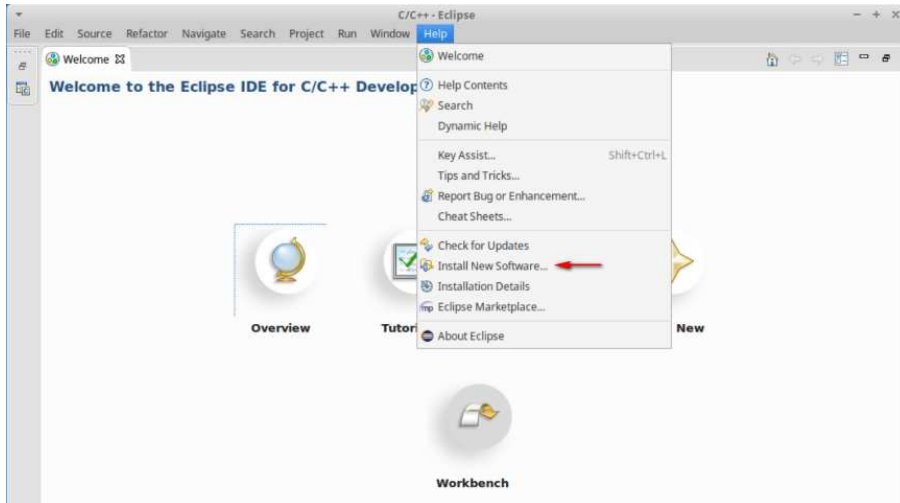 C/C++ - Eclipse
File Edit Source Refactor Navigate Search Project Run Window Help
Welcome
Welcome to the Eclipse IDE for C/C++ Develop
Welcome
Help Contents
Search
Dynamic Help
Key Assist... Shift+Ctrl+L
Tips and Tricks...
Report Bug or Enhancement...
Cheat Sheets...
Check for Updates
Install New Software...
Installation Details
Eclipse Marketplace...
About Eclipse
Overview
Tutori
New
Workbench